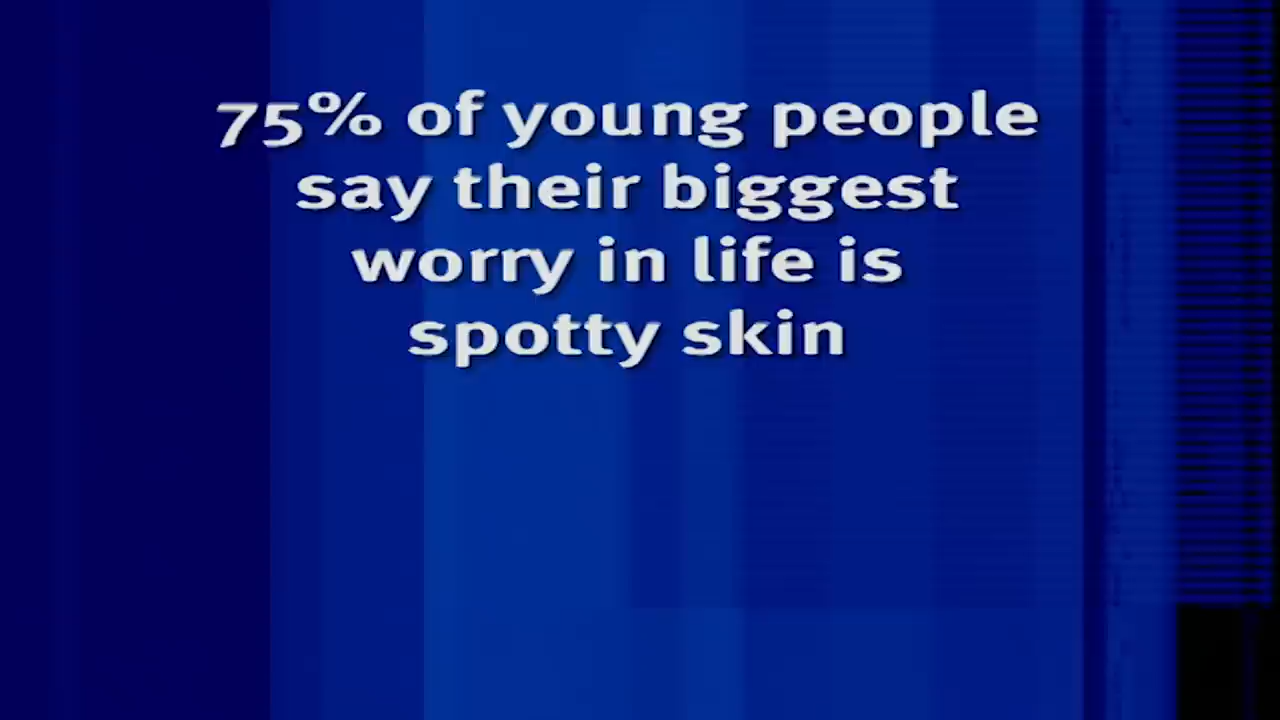 75% of young people
say their biggest
worry in life is
spotty skin